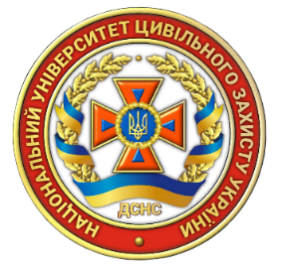 НАЦІОНАЛЬНИЙ УНІВЕРСИТЕТ ЦИВІЛЬНОГО ЗАХИСТУ УКРАЇНИ
ДСНС